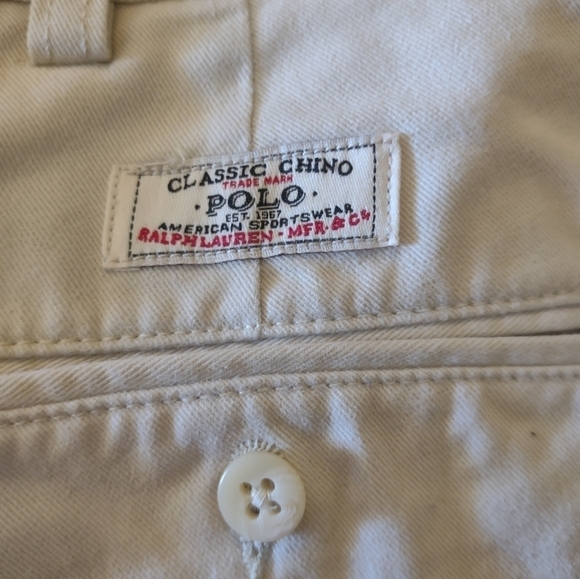 CLASSIC CHINO
TRADE MARK
· POLO ·
EST. 1967
AMERICAN SPORTSWEAR
RALPH LAUREN - MFR. & Co.